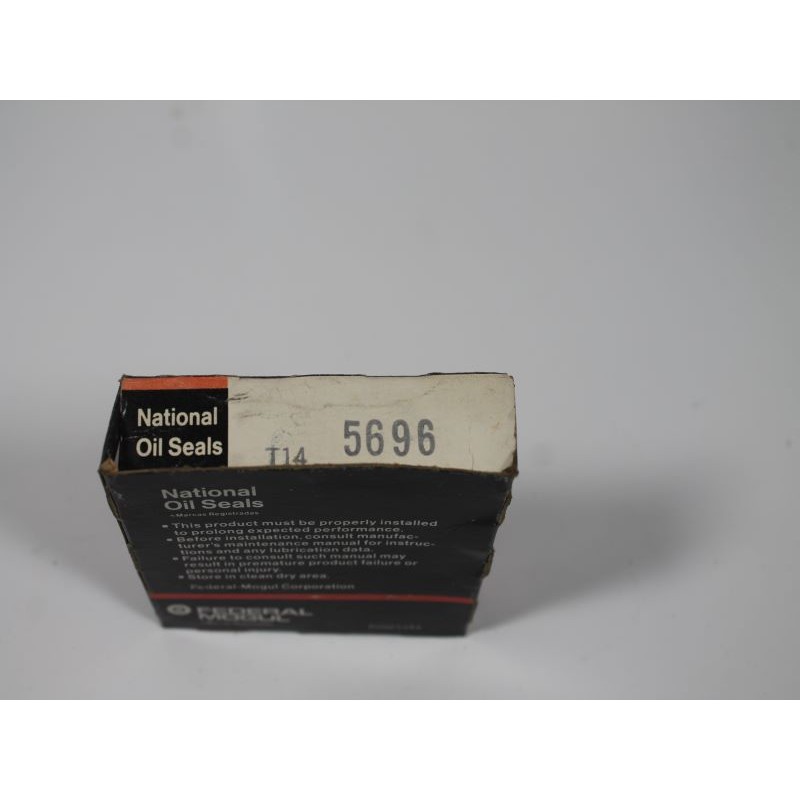 National
Oil Seals
T14 5696
National
Oil Seals
Marcas Registradas
• This product must be properly installed
to prolong expected performance.
• Before installation, consult manufac-
turer's maintenance manual for instruc-
tions and any lubrication data.
• Failure to consult such manual may
result in premature product failure or
personal injury.
• Store in clean dry area.
Federal-Mogul Corporation
FEDERAL
MOGUL